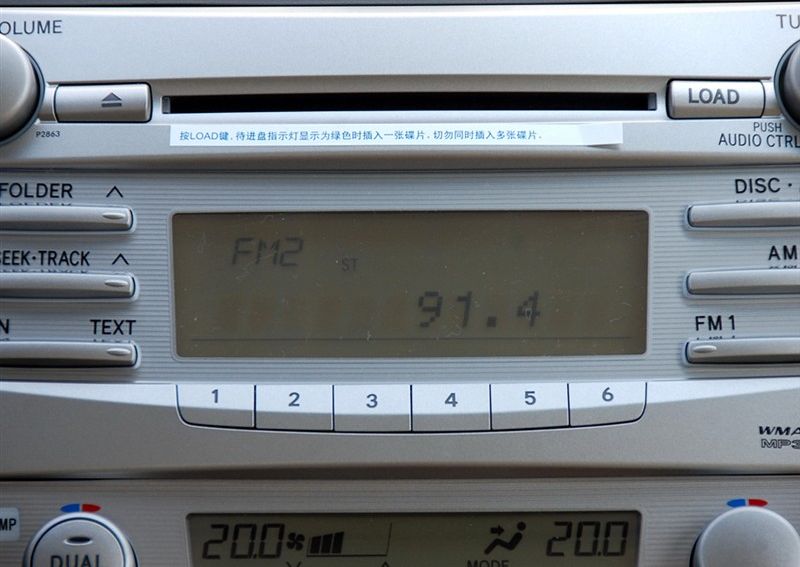 OLUME
TU
LOAD
P2863
按LOAD键,待进盘指示灯显示为绿色时插入一张碟片,切勿同时插入多张碟片.
PUSH
AUDIO CTRL
FOLDER ∧
DISC ·
FM2
ST
SEEK·TRACK ∧
AM
91.4
N TEXT
FM1
1 2 3 4 5 6
WMA
MP3
MP
20.0
20.0
DUAL
MODE